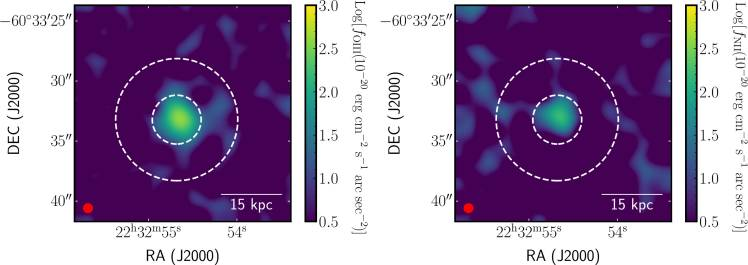 −60°33′25″
30″
35″
40″
DEC (J2000)
22ʰ32ᵐ55ˢ
54ˢ
RA (J2000)
15 kpc
3.0
2.5
2.0
1.5
1.0
0.5
Log[fOIII(10⁻²⁰ erg cm⁻² s⁻¹ arc sec⁻²)]
−60°33′25″
30″
35″
40″
DEC (J2000)
22ʰ32ᵐ55ˢ
54ˢ
RA (J2000)
15 kpc
3.0
2.5
2.0
1.5
1.0
0.5
Log[fNII(10⁻²⁰ erg cm⁻² s⁻¹ arc sec⁻²)]